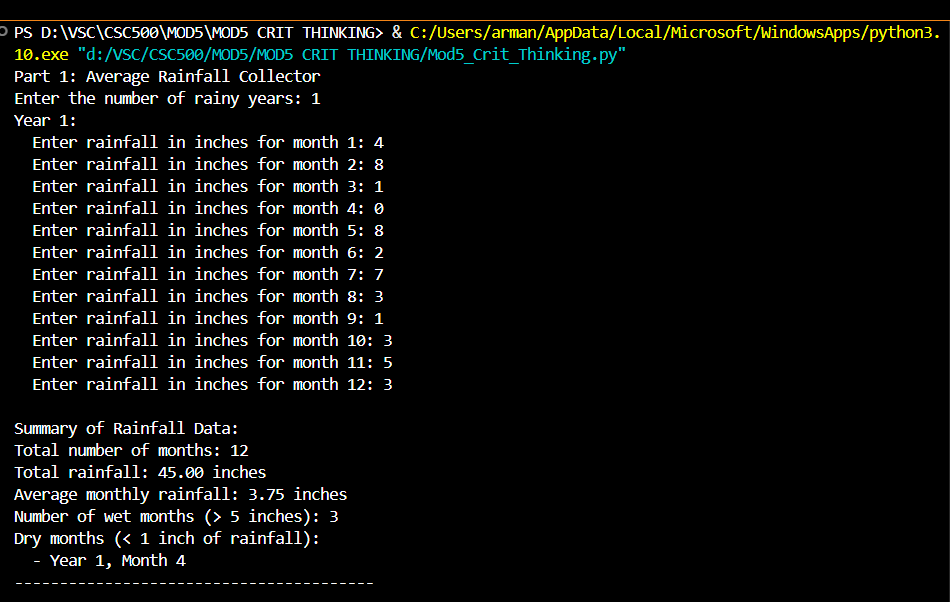 PS D:\VSC\CSC500\MOD5\MOD5 CRIT THINKING> & C:/Users/arman/AppData/Local/Microsoft/WindowsApps/python3.
10.exe "d:/VSC/CSC500/MOD5/MOD5 CRIT THINKING/Mod5_Crit_Thinking.py"
Part 1: Average Rainfall Collector
Enter the number of rainy years: 1
Year 1:
  Enter rainfall in inches for month 1: 4
  Enter rainfall in inches for month 2: 8
  Enter rainfall in inches for month 3: 1
  Enter rainfall in inches for month 4: 0
  Enter rainfall in inches for month 5: 8
  Enter rainfall in inches for month 6: 2
  Enter rainfall in inches for month 7: 7
  Enter rainfall in inches for month 8: 3
  Enter rainfall in inches for month 9: 1
  Enter rainfall in inches for month 10: 3
  Enter rainfall in inches for month 11: 5
  Enter rainfall in inches for month 12: 3

Summary of Rainfall Data:
Total number of months: 12
Total rainfall: 45.00 inches
Average monthly rainfall: 3.75 inches
Number of wet months (> 5 inches): 3
Dry months (< 1 inch of rainfall):
  - Year 1, Month 4
----------------------------------------